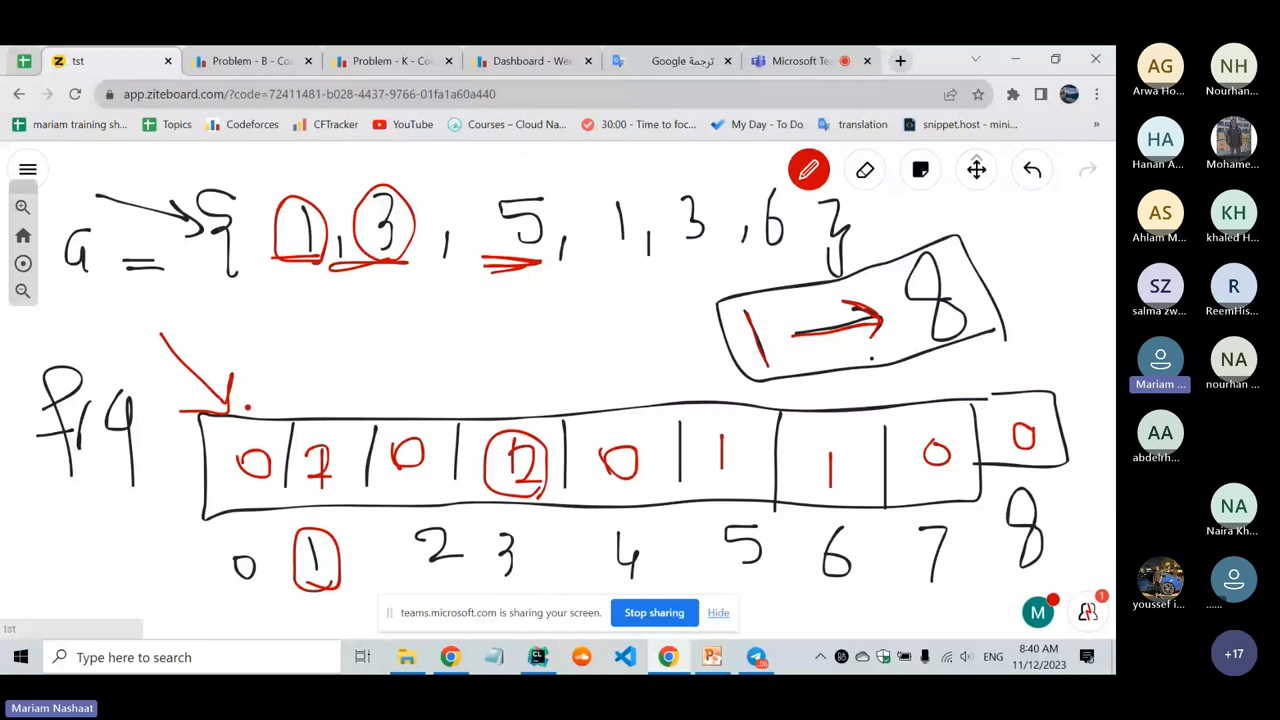 tst
Problem - B - Co...
Problem - K - Co...
Dashboard - We...
ترجمة Google
Microsoft Te
app.ziteboard.com/?code=72411481-b028-4437-9766-01fa1a60a440
mariam training sh...
Topics
Codeforces
CFTracker
YouTube
Courses – Cloud Na...
30:00 - Time to foc...
My Day - To Do
translation
snippet.host - mini...
a = { 1, 3, 5, 1, 3, 6 }
1 → 8
frq
0 0 2 0 1 1 0 0
0 1 2 3 4 5 6 7 8
teams.microsoft.com is sharing your screen.
Stop sharing
Hide
M
1
tst
Type here to search
ENG
8:40 AM
11/12/2023
AG
Arwa Ho...
NH
Nourhan...
HA
Hanan A...
Mohame...
AS
Ahlam M...
KH
khaled H...
SZ
salma zw...
R
ReemHis...
Mariam ...
NA
nourhan ...
AA
abdelrh...
NA
Naira Kh...
youssef i...
......
+17
Mariam Nashaat